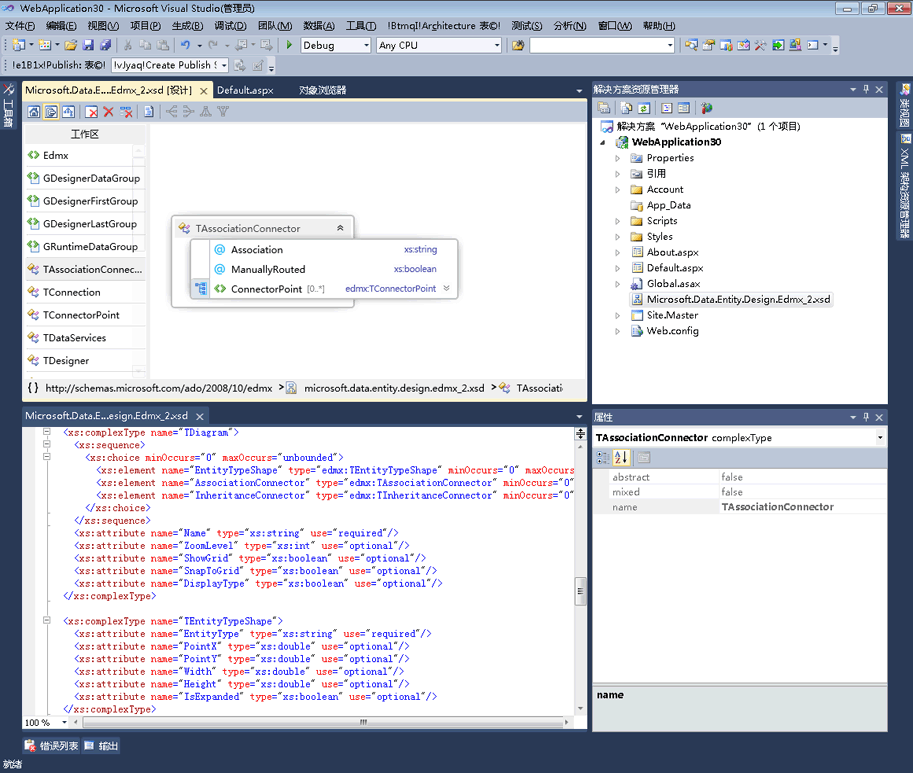 WebApplication30 - Microsoft Visual Studio(管理员)
文件(F) 编辑(E) 视图(V) 项目(P) 生成(B) 调试(D) 团队(M) 数据(A) 工具(T) !BtmqI!Architecture 表©! 测试(S) 分析(N) 窗口(W) 帮助(H)
Debug Any CPU
!e1B1x!Publish: 表©! !vJyaq!Create Publish S
工具箱
Microsoft.Data.E...Edmx_2.xsd [设计] Default.aspx 对象浏览器
工作区
Edmx
GDesignerDataGroup
GDesignerFirstGroup
GDesignerLastGroup
GRuntimeDataGroup
TAssociationConnec...
TConnection
TConnectorPoint
TDataServices
TDesigner
TAssociationConnector
Association xs:string
ManuallyRouted xs:boolean
ConnectorPoint [0..*] edmx:TConnectorPoint
{ } http://schemas.microsoft.com/ado/2008/10/edmx > microsoft.data.entity.design.edmx_2.xsd > TAssociati
Microsoft.Data.E...esign.Edmx_2.xsd
<xs:complexType name="TDiagram">
<xs:sequence>
<xs:choice minOccurs="0" maxOccurs="unbounded">
<xs:element name="EntityTypeShape" type="edmx:TEntityTypeShape" minOccurs="0" maxOccurs
<xs:element name="AssociationConnector" type="edmx:TAssociationConnector" minOccurs="0"
<xs:element name="InheritanceConnector" type="edmx:TInheritanceConnector" minOccurs="0"
</xs:choice>
</xs:sequence>
<xs:attribute name="Name" type="xs:string" use="required"/>
<xs:attribute name="ZoomLevel" type="xs:int" use="optional"/>
<xs:attribute name="ShowGrid" type="xs:boolean" use="optional"/>
<xs:attribute name="SnapToGrid" type="xs:boolean" use="optional"/>
<xs:attribute name="DisplayType" type="xs:boolean" use="optional"/>
</xs:complexType>
<xs:complexType name="TEntityTypeShape">
<xs:attribute name="EntityType" type="xs:string" use="required"/>
<xs:attribute name="PointX" type="xs:double" use="optional"/>
<xs:attribute name="PointY" type="xs:double" use="optional"/>
<xs:attribute name="Width" type="xs:double" use="optional"/>
<xs:attribute name="Height" type="xs:double" use="optional"/>
<xs:attribute name="IsExpanded" type="xs:boolean" use="optional"/>
</xs:complexType>
100 %
解决方案资源管理器
解决方案 "WebApplication30" (1 个项目)
WebApplication30
Properties
引用
Account
App_Data
Scripts
Styles
About.aspx
Default.aspx
Global.asax
Microsoft.Data.Entity.Design.Edmx_2.xsd
Site.Master
Web.config
属性
TAssociationConnector complexType
abstract false
mixed false
name TAssociationConnector
name
类视图
XML 架构资源管理器
错误列表 输出
就绪